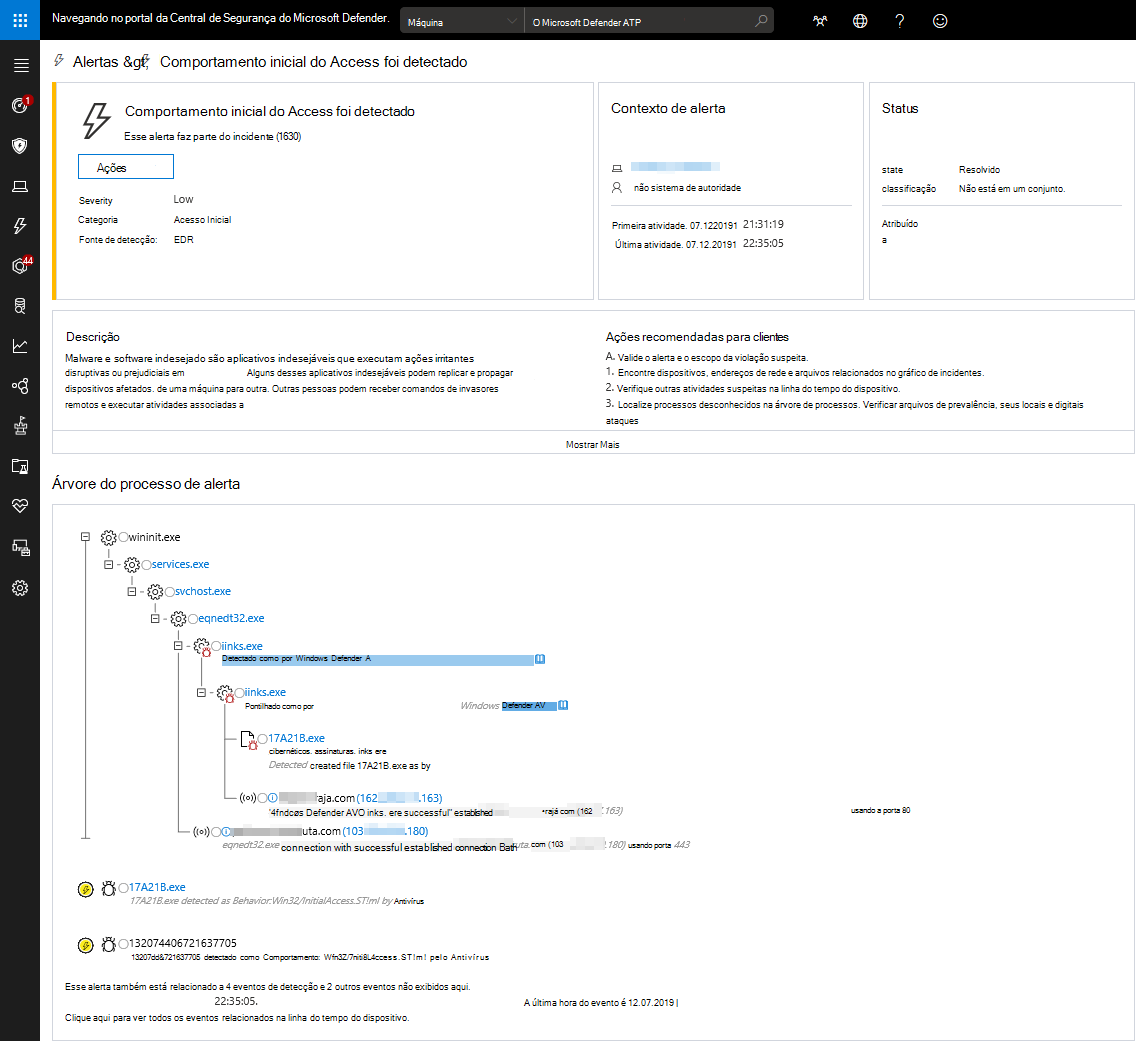 Navegando no portal da Central de Segurança do Microsoft Defender.
Máquina
O Microsoft Defender ATP
Alertas &gt; Comportamento inicial do Access foi detectado
1
44
Comportamento inicial do Access foi detectado
Esse alerta faz parte do incidente (1630)
Ações
Severity Low
Categoria Acesso Inicial
Fonte de detecção: EDR
Contexto de alerta
não sistema de autoridade
Primeira atividade. 07.1220191 21:31:19
Última atividade. 07.12.20191 22:35:05
Status
state Resolvido
classificação Não está em um conjunto.
Atribuído
a
Descrição
Malware e software indesejado são aplicativos indesejáveis que executam ações irritantes
disruptivas ou prejudiciais em Alguns desses aplicativos indesejáveis podem replicar e propagar
dispositivos afetados. de uma máquina para outra. Outras pessoas podem receber comandos de invasores
remotos e executar atividades associadas a
Ações recomendadas para clientes
A. Valide o alerta e o escopo da violação suspeita.
1. Encontre dispositivos, endereços de rede e arquivos relacionados no gráfico de incidentes.
2. Verifique outras atividades suspeitas na linha do tempo do dispositivo.
3. Localize processos desconhecidos na árvore de processos. Verificar arquivos de prevalência, seus locais e digitais
ataques
Mostrar Mais
Árvore do processo de alerta
wininit.exe
services.exe
svchost.exe
eqnedt32.exe
iinks.exe
Detectado como por Windows Defender A
iinks.exe
Pontilhado como por Windows Defender AV
17A21B.exe
cibernéticos. assinaturas. inks ere
Detected created file 17A21B.exe as by
raja.com (162 .163)
'4fndcøs Defender AVO inks. ere successful" established •rajá com (162 .163) usando a porta 80
uta.com (103 .180)
eqnedt32.exe connection with successful established connection Bath uta.com (103 .180) usando porta 443
17A21B.exe
17A21B.exe detected as Behavior:Win32/InitialAccess.ST!ml by Antivírus
132074406721637705
13207dd&721637705 detectado como Comportamento: Wfn3Z/7niti8L4ccess.ST!m! pelo Antivírus
Esse alerta também está relacionado a 4 eventos de detecção e 2 outros eventos não exibidos aqui.
22:35:05. A última hora do evento é 12.07.2019 |
Clique aqui para ver todos os eventos relacionados na linha do tempo do dispositivo.